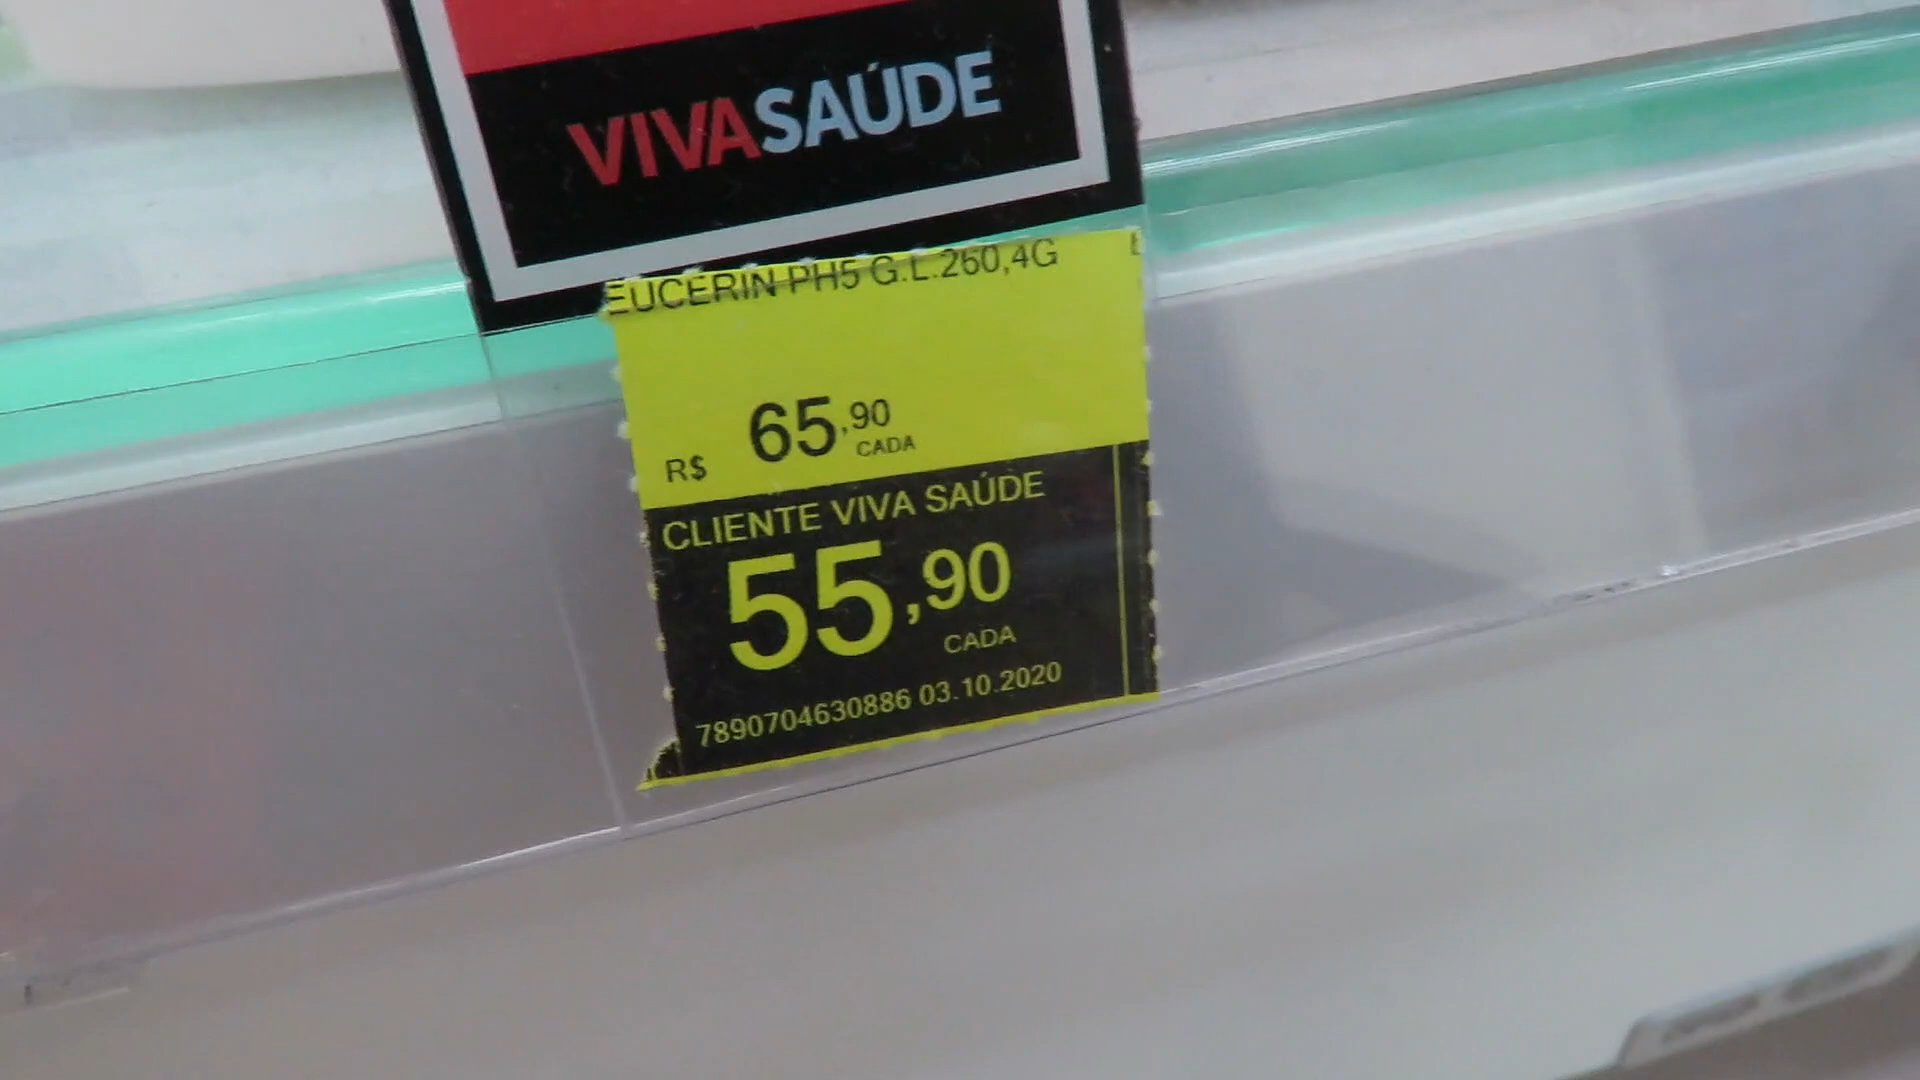 VIVASAÚDE
EUCERIN PH5 G.L.260,4G
R$ 65,90
CADA
CLIENTE VIVA SAÚDE
55,90
CADA
7890704630886 03.10.2020